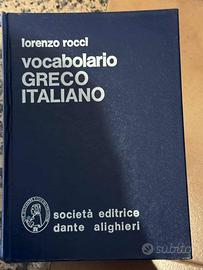 lorenzo rocci
vocabolario
GRECO
ITALIANO
società editrice
dante alighieri
subito